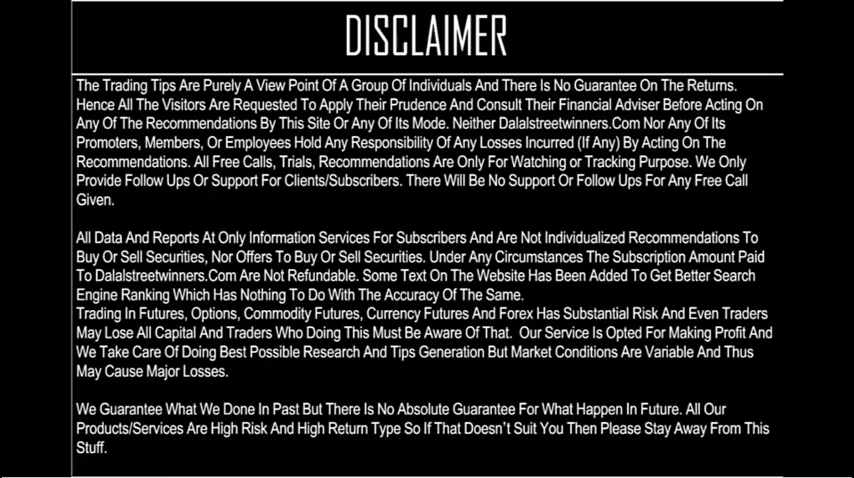 DISCLAIMER
The Trading Tips Are Purely A View Point Of A Group Of Individuals And There Is No Guarantee On The Returns.
Hence All The Visitors Are Requested To Apply Their Prudence And Consult Their Financial Adviser Before Acting On
Any Of The Recommendations By This Site Or Any Of Its Mode. Neither Dalalstreetwinners.Com Nor Any Of Its
Promoters, Members, Or Employees Hold Any Responsibility Of Any Losses Incurred (If Any) By Acting On The
Recommendations. All Free Calls, Trials, Recommendations Are Only For Watching or Tracking Purpose. We Only
Provide Follow Ups Or Support For Clients/Subscribers. There Will Be No Support Or Follow Ups For Any Free Call
Given.
All Data And Reports At Only Information Services For Subscribers And Are Not Individualized Recommendations To
Buy Or Sell Securities, Nor Offers To Buy Or Sell Securities. Under Any Circumstances The Subscription Amount Paid
To Dalalstreetwinners.Com Are Not Refundable. Some Text On The Website Has Been Added To Get Better Search
Engine Ranking Which Has Nothing To Do With The Accuracy Of The Same.
Trading In Futures, Options, Commodity Futures, Currency Futures And Forex Has Substantial Risk And Even Traders
May Lose All Capital And Traders Who Doing This Must Be Aware Of That. Our Service Is Opted For Making Profit And
We Take Care Of Doing Best Possible Research And Tips Generation But Market Conditions Are Variable And Thus
May Cause Major Losses.
We Guarantee What We Done In Past But There Is No Absolute Guarantee For What Happen In Future. All Our
Products/Services Are High Risk And High Return Type So If That Doesn't Suit You Then Please Stay Away From This
Stuff.